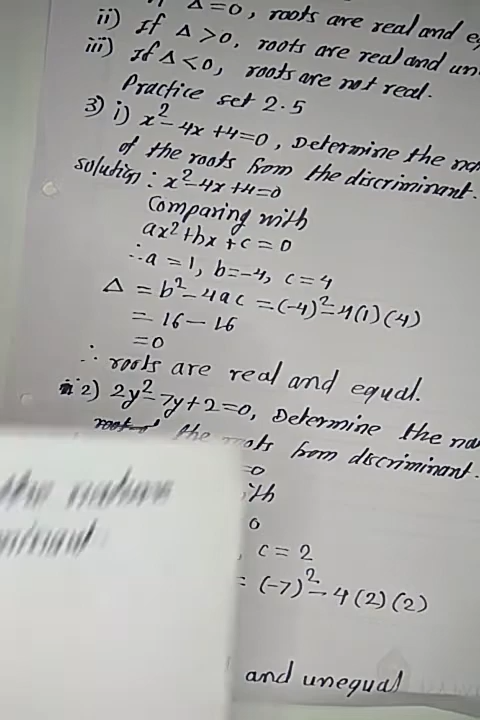 Δ=0, roots are real and
ii) If Δ>0, roots are real and
iii) If Δ<0, roots are not real.
Practice set 2.5
3) i) x²-4x+4=0, Determine the
of the roots from the discriminant.
solution: x²-4x+4=0
Comparing with
ax²+bx+c=0
∴a=1, b=-4, c=4
Δ=b²-4ac=(-4)²-4(1)(4)
=16-16
=0
∴ roots are real and equal.
2) 2y²-7y+2=0, Determine the
the roots from discriminant.
=0
0
, c=2
= (-7)²-4(2)(2)
and unequal
the nature